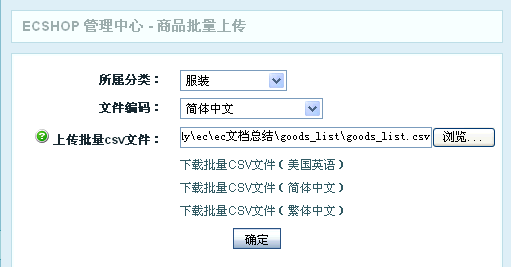 ECSHOP 管理中心 - 商品批量上传
所属分类： 服装
文件编码： 简体中文
上传批量CSV文件： ly\ec\ec文档总结\goods_list\goods_list.csv 浏览...
下载批量CSV文件（美国英语）
下载批量CSV文件（简体中文）
下载批量CSV文件（繁体中文）
确定